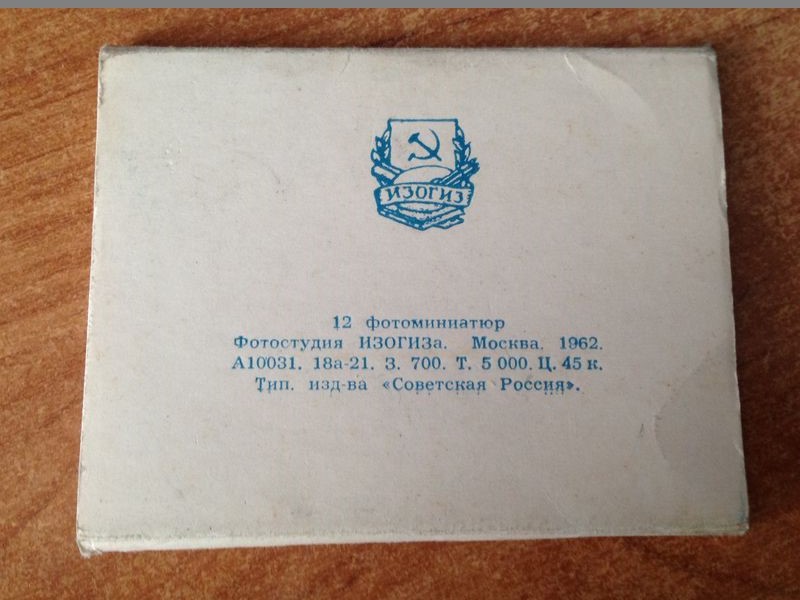 ИЗОГИЗ
12 фотоминиатюр
Фотостудия ИЗОГИЗа. Москва. 1962.
А10031. 18а-21. З. 700. Т. 5 000. Ц. 45 к.
Тип. изд-ва «Советская Россия».